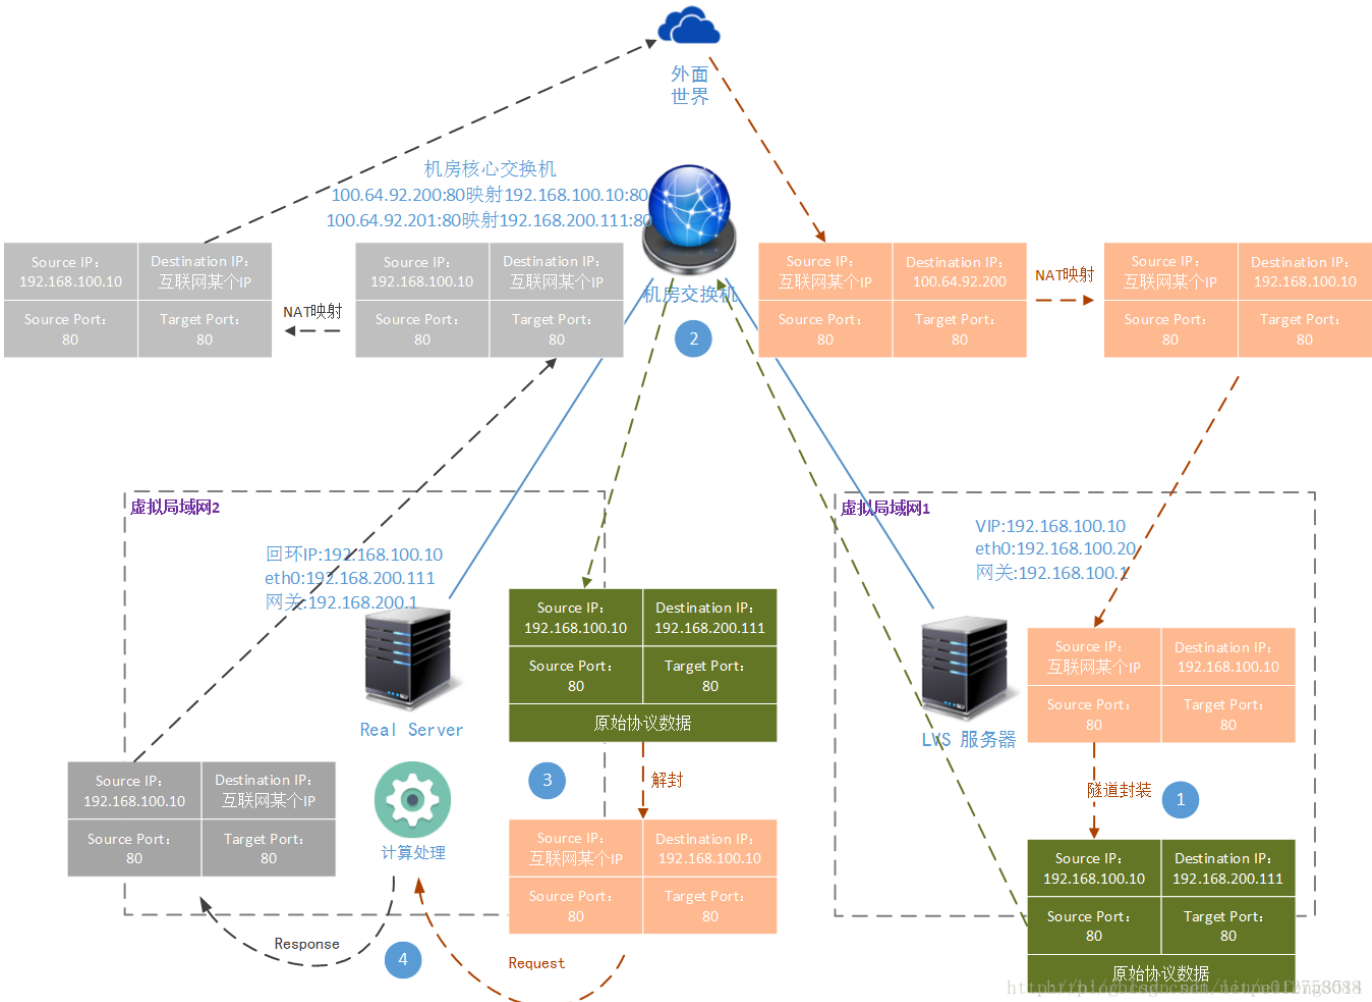 外面
世界
机房核心交换机
100.64.92.200:80映射192.168.100.10:80
100.64.92.201:80映射192.168.200.111:80
Source IP: 192.168.100.10
Destination IP: 互联网某个IP
Source Port: 80
Target Port: 80
NAT映射
Source IP: 192.168.100.10
Destination IP: 互联网某个IP
Source Port: 80
Target Port: 80
机房交换机
2
Source IP: 互联网某个IP
Destination IP: 100.64.92.200
Source Port: 80
Target Port: 80
NAT映射
Source IP: 互联网某个IP
Destination IP: 192.168.100.10
Source Port: 80
Target Port: 80
虚拟局域网2
回环IP:192.168.100.10
eth0:192.168.200.111
网关:192.168.200.1
Real Server
Source IP: 192.168.100.10
Destination IP: 192.168.200.111
Source Port: 80
Target Port: 80
原始协议数据
3
解封
Source IP: 互联网某个IP
Destination IP: 192.168.100.10
Source Port: 80
Target Port: 80
Source IP: 192.168.100.10
Destination IP: 互联网某个IP
Source Port: 80
Target Port: 80
计算处理
Response
4
Request
虚拟局域网1
VIP:192.168.100.10
eth0:192.168.100.20
网关:192.168.100.1
LVS 服务器
Source IP: 互联网某个IP
Destination IP: 192.168.100.10
Source Port: 80
Target Port: 80
隧道封装
1
Source IP: 192.168.100.10
Destination IP: 192.168.200.111
Source Port: 80
Target Port: 80
原始协议数据